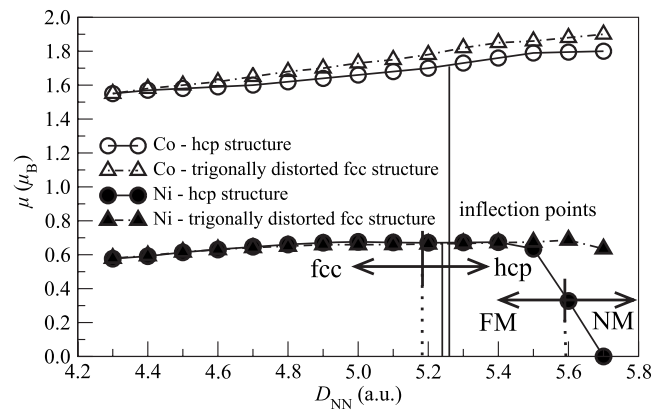 2.0
1.8
1.6
1.4
1.2
1.0
0.8
0.6
0.4
0.2
0.0
μ (μB)
Co - hcp structure
Co - trigonally distorted fcc structure
Ni - hcp structure
Ni - trigonally distorted fcc structure
inflection points
fcc
hcp
FM
NM
4.2 4.4 4.6 4.8 5.0 5.2 5.4 5.6 5.8
DNN (a.u.)